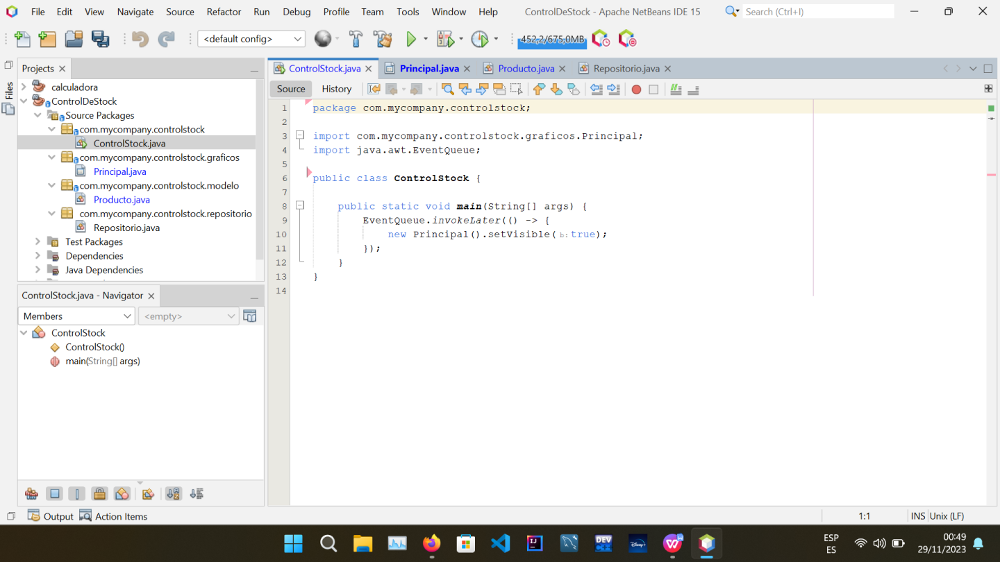 File Edit View Navigate Source Refactor Run Debug Profile Team Tools Window Help ControlDeStock - Apache NetBeans IDE 15 Search (Ctrl+I)
<default config> 452,2/675,0MB
Projects
Files
calculadora
ControlDeStock
Source Packages
com.mycompany.controlstock
ControlStock.java
com.mycompany.controlstock.graficos
Principal.java
com.mycompany.controlstock.modelo
Producto.java
com.mycompany.controlstock.repositorio
Repositorio.java
Test Packages
Dependencies
Java Dependencies
ControlStock.java - Navigator
Members <empty>
ControlStock
ControlStock()
main(String[] args)
ControlStock.java Principal.java Producto.java Repositorio.java
Source History
1 package com.mycompany.controlstock;
2
3 import com.mycompany.controlstock.graficos.Principal;
4 import java.awt.EventQueue;
5
6 public class ControlStock {
7
8 public static void main(String[] args) {
9 EventQueue.invokeLater(() -> {
10 new Principal().setVisible( b: true);
11 });
12 }
13 }
14
Output Action Items 1:1 INS Unix (LF)
DEV C++ Disney+ IJ W
ESP
ES
00:49
29/11/2023